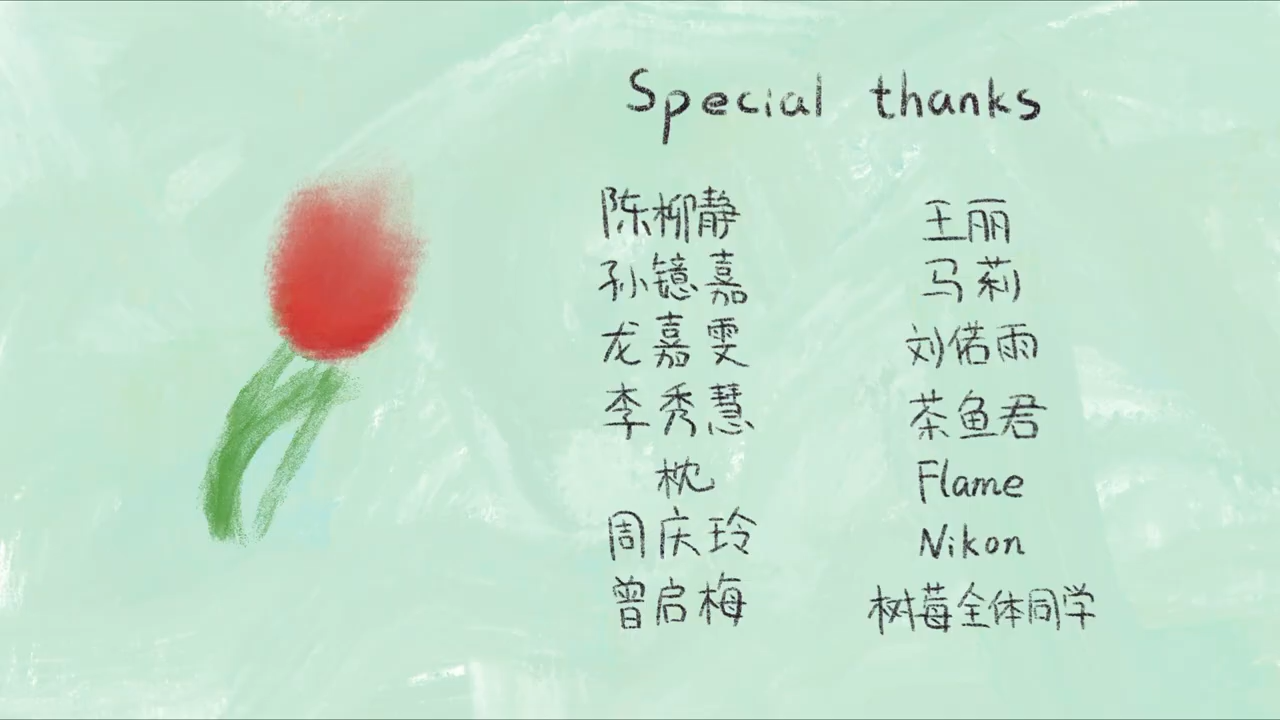 Special thanks
陈柳静
孙镱嘉
龙嘉雯
李秀慧
枕
周庆玲
曾启梅
王丽
马莉
刘偌雨
茶鱼君
Flame
Nikon
树莓全体同学